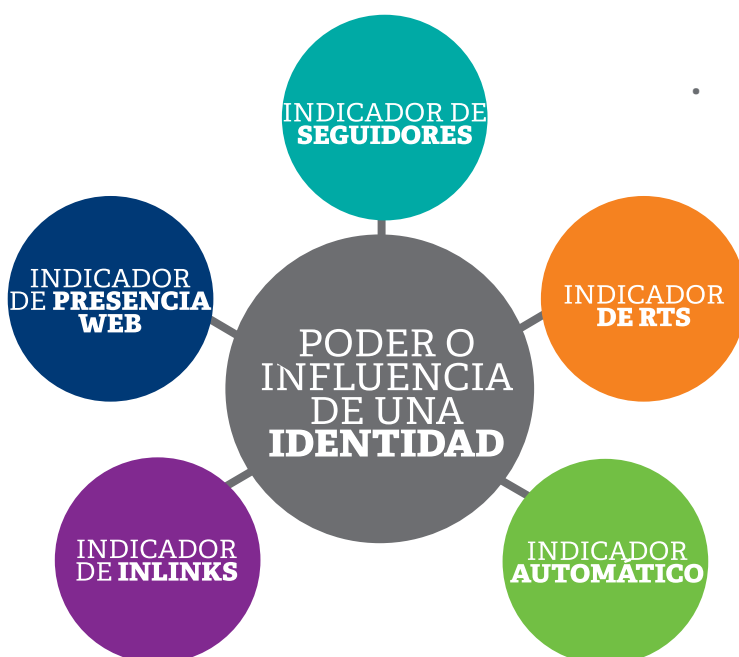 INDICADOR DE
SEGUIDORES
INDICADOR
DE PRESENCIA
WEB
INDICADOR
DE RTS
PODER O
INFLUENCIA
DE UNA
IDENTIDAD
INDICADOR
DE INLINKS
INDICADOR
AUTOMÁTICO